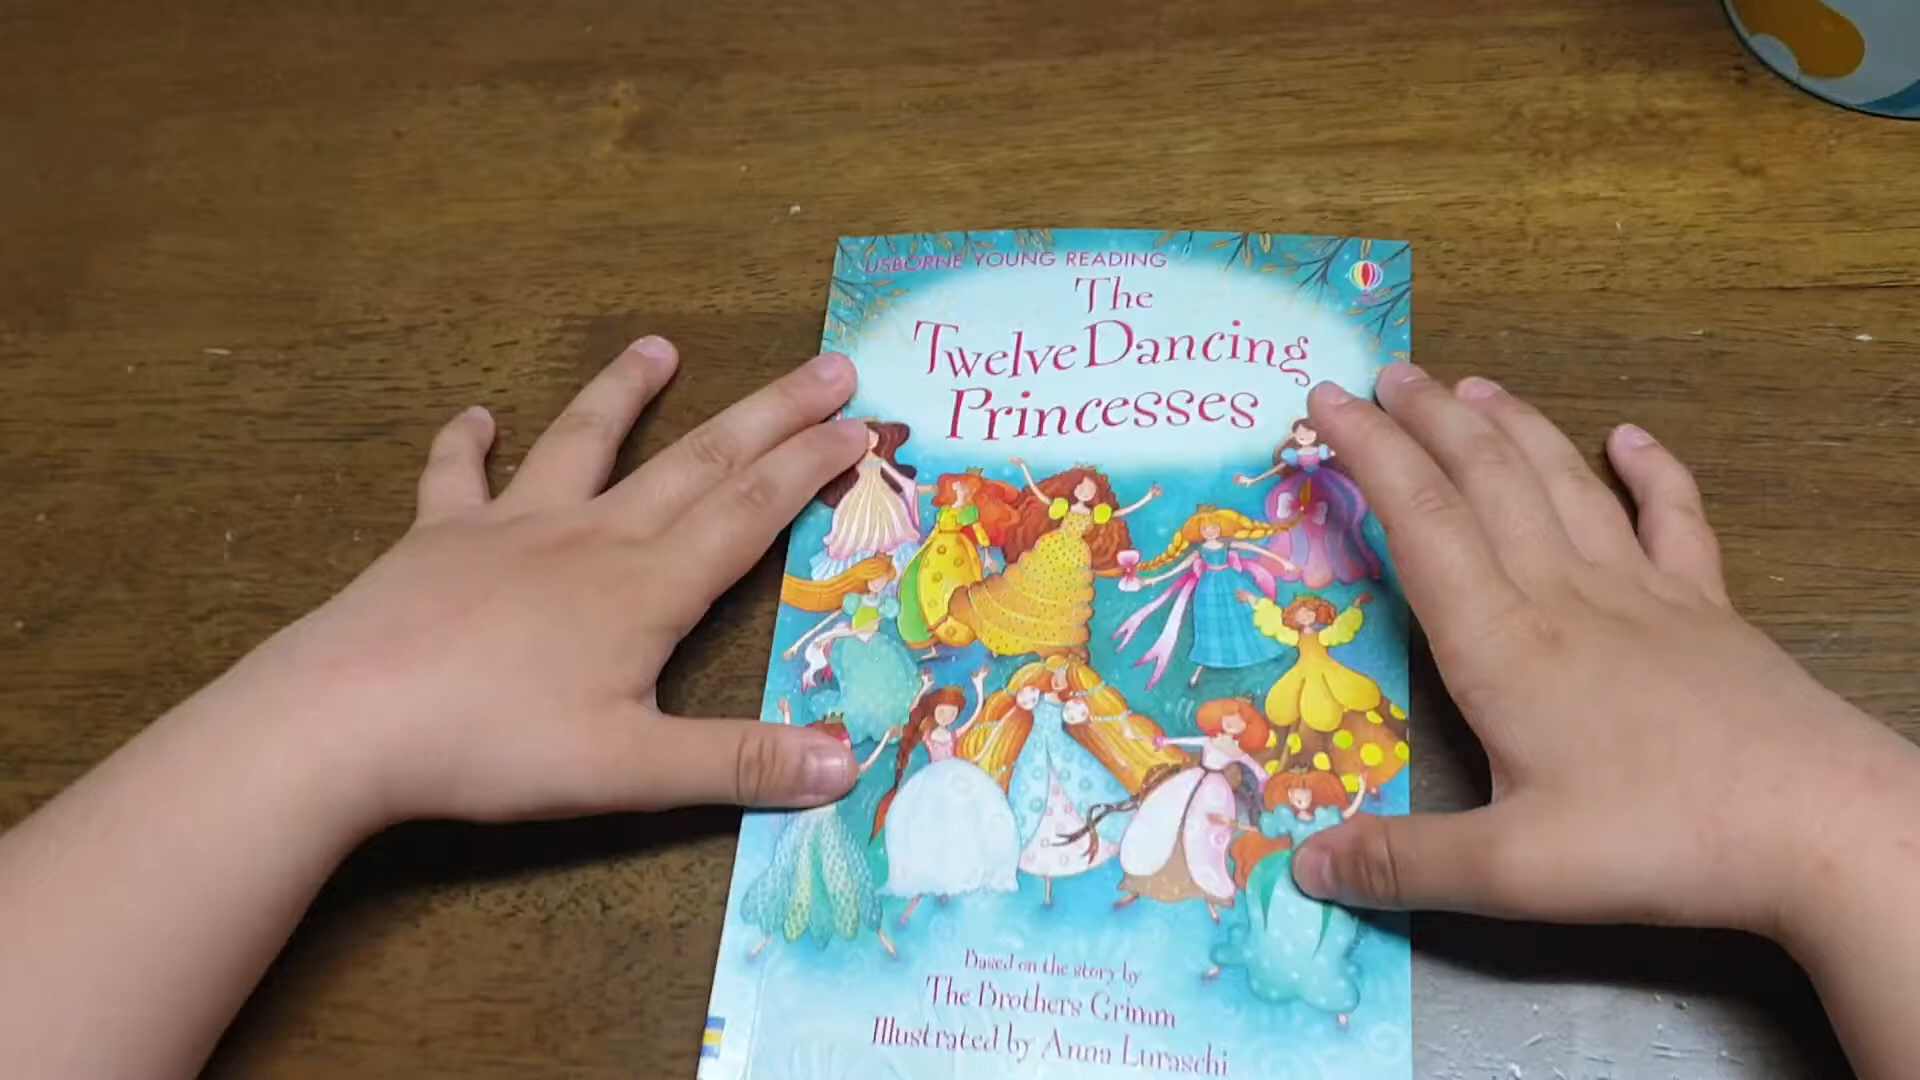 USBORNE YOUNG READING
The
Twelve Dancing
Princesses
Based on the story by
The Brothers Grimm
Illustrated by Anna Luraschi